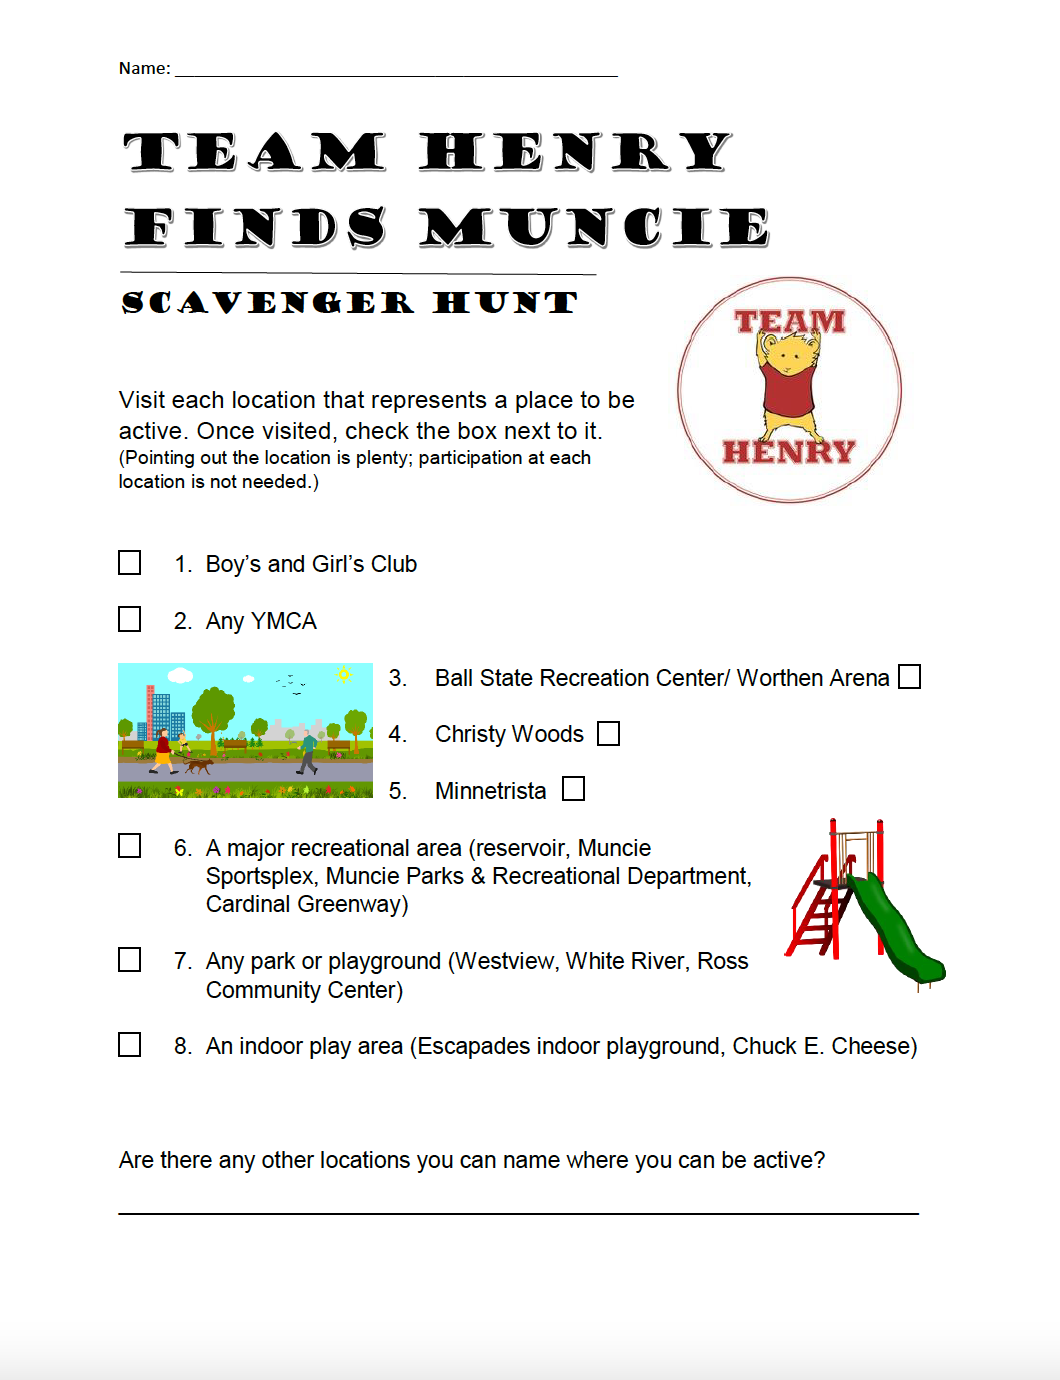 Name: ________________________________________________
TEAM HENRY
FINDS MUNCIE
SCAVENGER HUNT
TEAM
HENRY
Visit each location that represents a place to be
active. Once visited, check the box next to it.
(Pointing out the location is plenty; participation at each
location is not needed.)
1. Boy's and Girl's Club
2. Any YMCA
3. Ball State Recreation Center/ Worthen Arena
4. Christy Woods
5. Minnetrista
6. A major recreational area (reservoir, Muncie
Sportsplex, Muncie Parks & Recreational Department,
Cardinal Greenway)
7. Any park or playground (Westview, White River, Ross
Community Center)
8. An indoor play area (Escapades indoor playground, Chuck E. Cheese)
Are there any other locations you can name where you can be active?